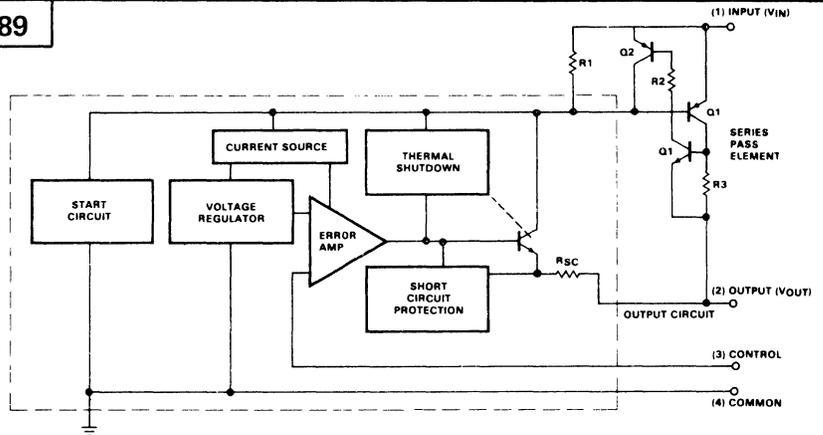 89
(1) INPUT (VIN)
Q2
R1
R2
Q1
SERIES
PASS
ELEMENT
Q1
R3
CURRENT SOURCE
THERMAL
SHUTDOWN
START
CIRCUIT
VOLTAGE
REGULATOR
ERROR
AMP
SHORT
CIRCUIT
PROTECTION
RSC
(2) OUTPUT (VOUT)
OUTPUT CIRCUIT
(3) CONTROL
(4) COMMON